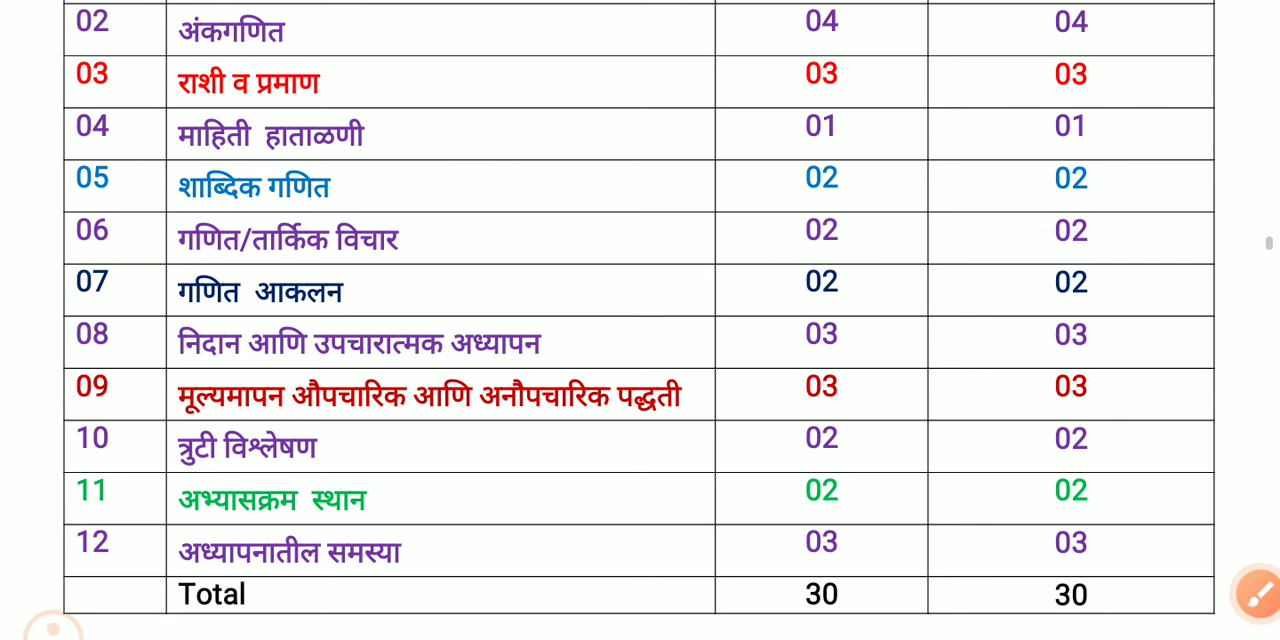 02 अंकगणित 04 04
03 राशी व प्रमाण 03 03
04 माहिती हाताळणी 01 01
05 शाब्दिक गणित 02 02
06 गणित/तार्किक विचार 02 02
07 गणित आकलन 02 02
08 निदान आणि उपचारात्मक अध्यापन 03 03
09 मूल्यमापन औपचारिक आणि अनौपचारिक पद्धती 03 03
10 त्रुटी विश्लेषण 02 02
11 अभ्यासक्रम स्थान 02 02
12 अध्यापनातील समस्या 03 03
Total 30 30